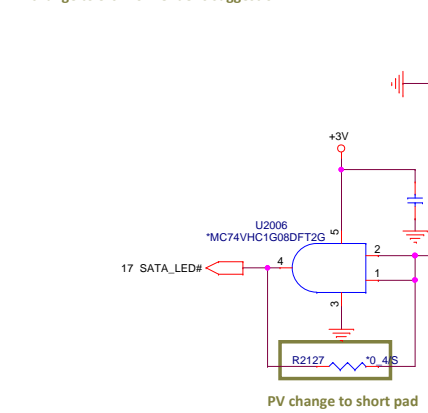 +3V
U2006
*MC74VHC1G08DFT2G
5
2
17 SATA_LED#
4
1
3
R2127 *0_4/S
PV change to short pad